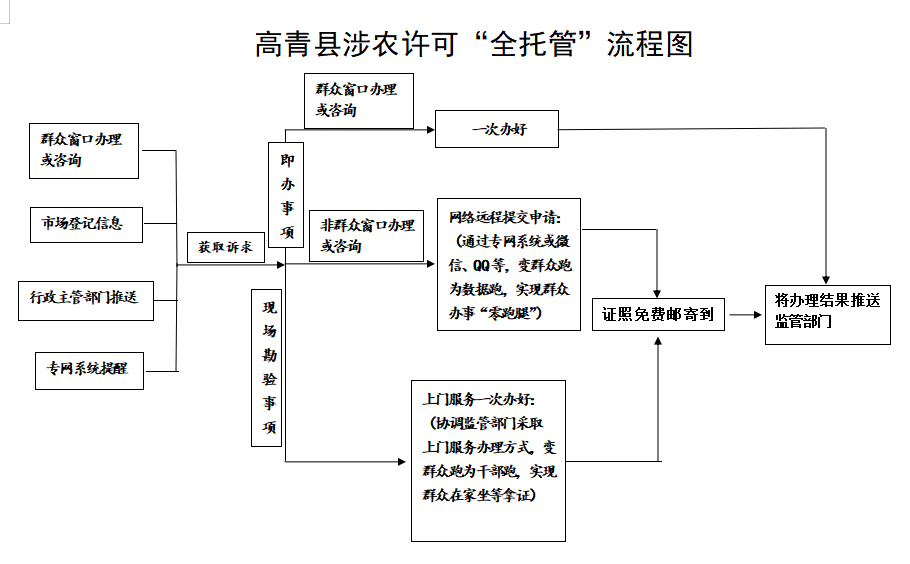 高青县涉农许可“全托管”流程图
群众窗口办理
或咨询
市场登记信息
行政主管部门推送
专网系统提醒
获取诉求
即
办
事
项
现
场
勘
验
事
项
群众窗口办理
或咨询
一次办好
非群众窗口办理
或咨询
网络远程提交申请:
(通过专网系统或微
信、QQ等,变群众跑
为数据跑,实现群众
办事“零跑腿”)
上门服务一次办好:
(协调监管部门采取
上门服务办理方式,变
群众跑为干部跑,实现
群众在家坐等拿证)
证照免费邮寄到
将办理结果推送
监管部门